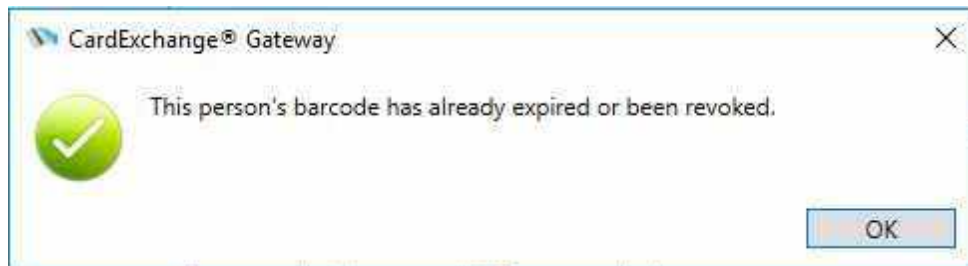 CardExchange® Gateway
This person's barcode has already expired or been revoked.
OK